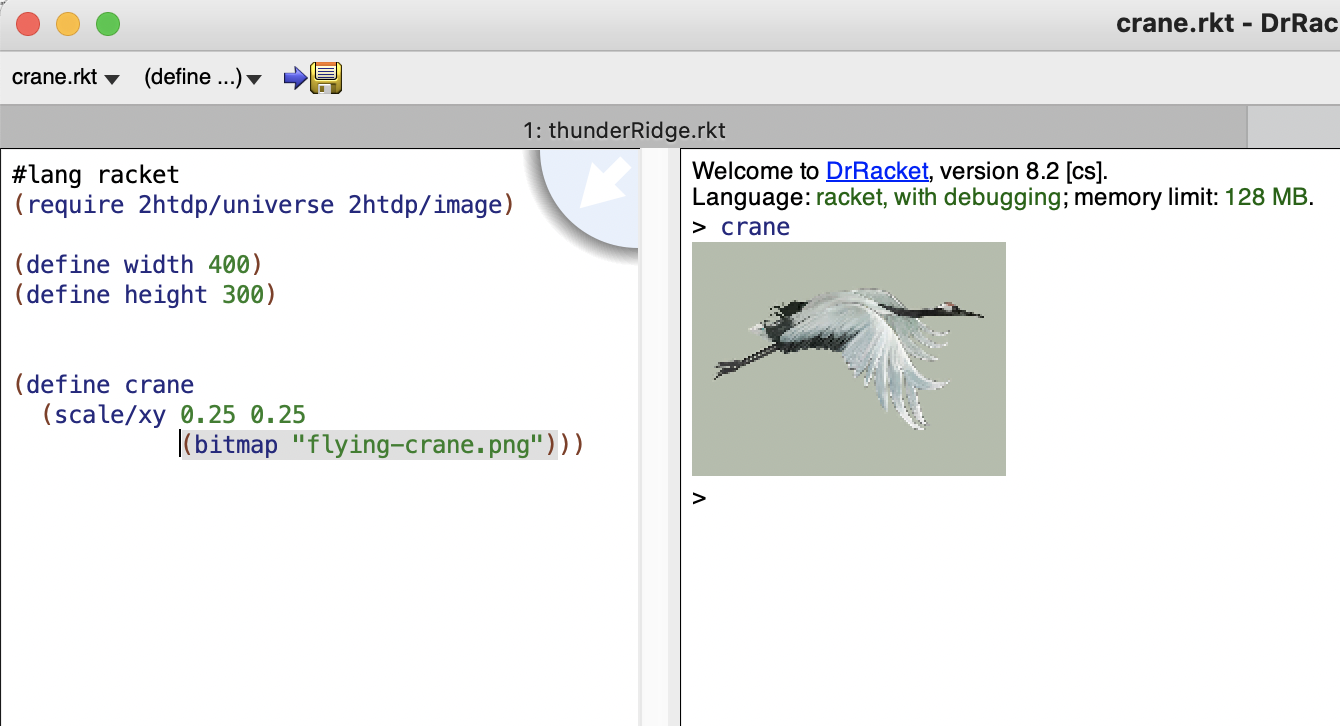 crane.rkt - DrRac
crane.rkt (define ...)
1: thunderRidge.rkt
#lang racket
(require 2htdp/universe 2htdp/image)
(define width 400)
(define height 300)
(define crane
(scale/xy 0.25 0.25
(bitmap "flying-crane.png")))
Welcome to DrRacket, version 8.2 [cs].
Language: racket, with debugging; memory limit: 128 MB.
> crane
>